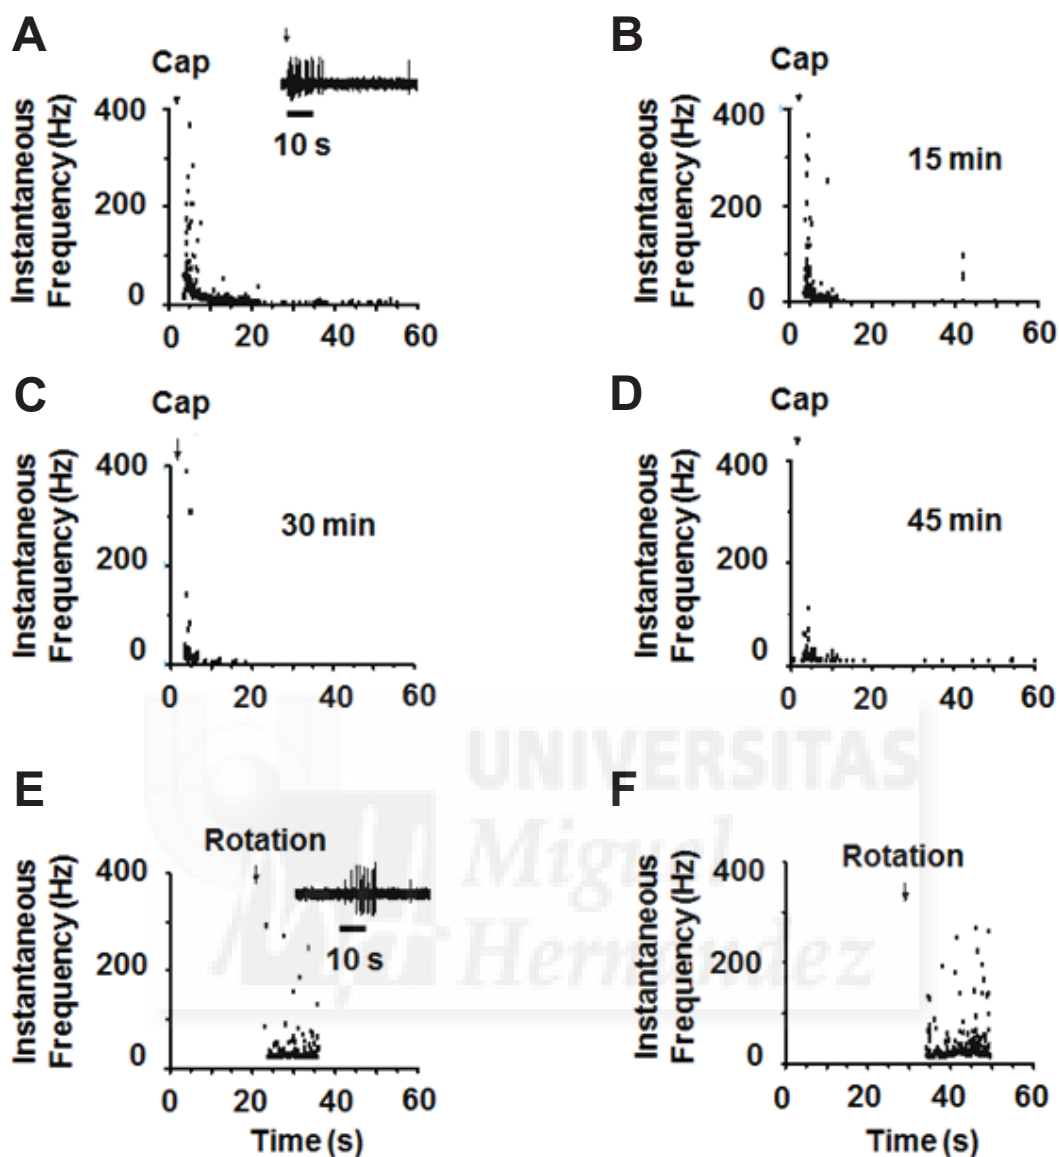 A
Cap
10 s
Instantaneous
Frequency (Hz)
400
200
0
0 20 40 60
B
Cap
15 min
Instantaneous
Frequency (Hz)
400
200
0
0 20 40 60
C
Cap
30 min
Instantaneous
Frequency (Hz)
400
200
0
0 20 40 60
D
Cap
45 min
Instantaneous
Frequency (Hz)
400
200
0
0 20 40 60
E
Rotation
10 s
Instantaneous
Frequency (Hz)
400
200
0
0 20 40 60
Time (s)
F
Rotation
Instantaneous
Frequency (Hz)
400
200
0
0 20 40 60
Time (s)
UNIVERSITAS
Miguel
Hernández